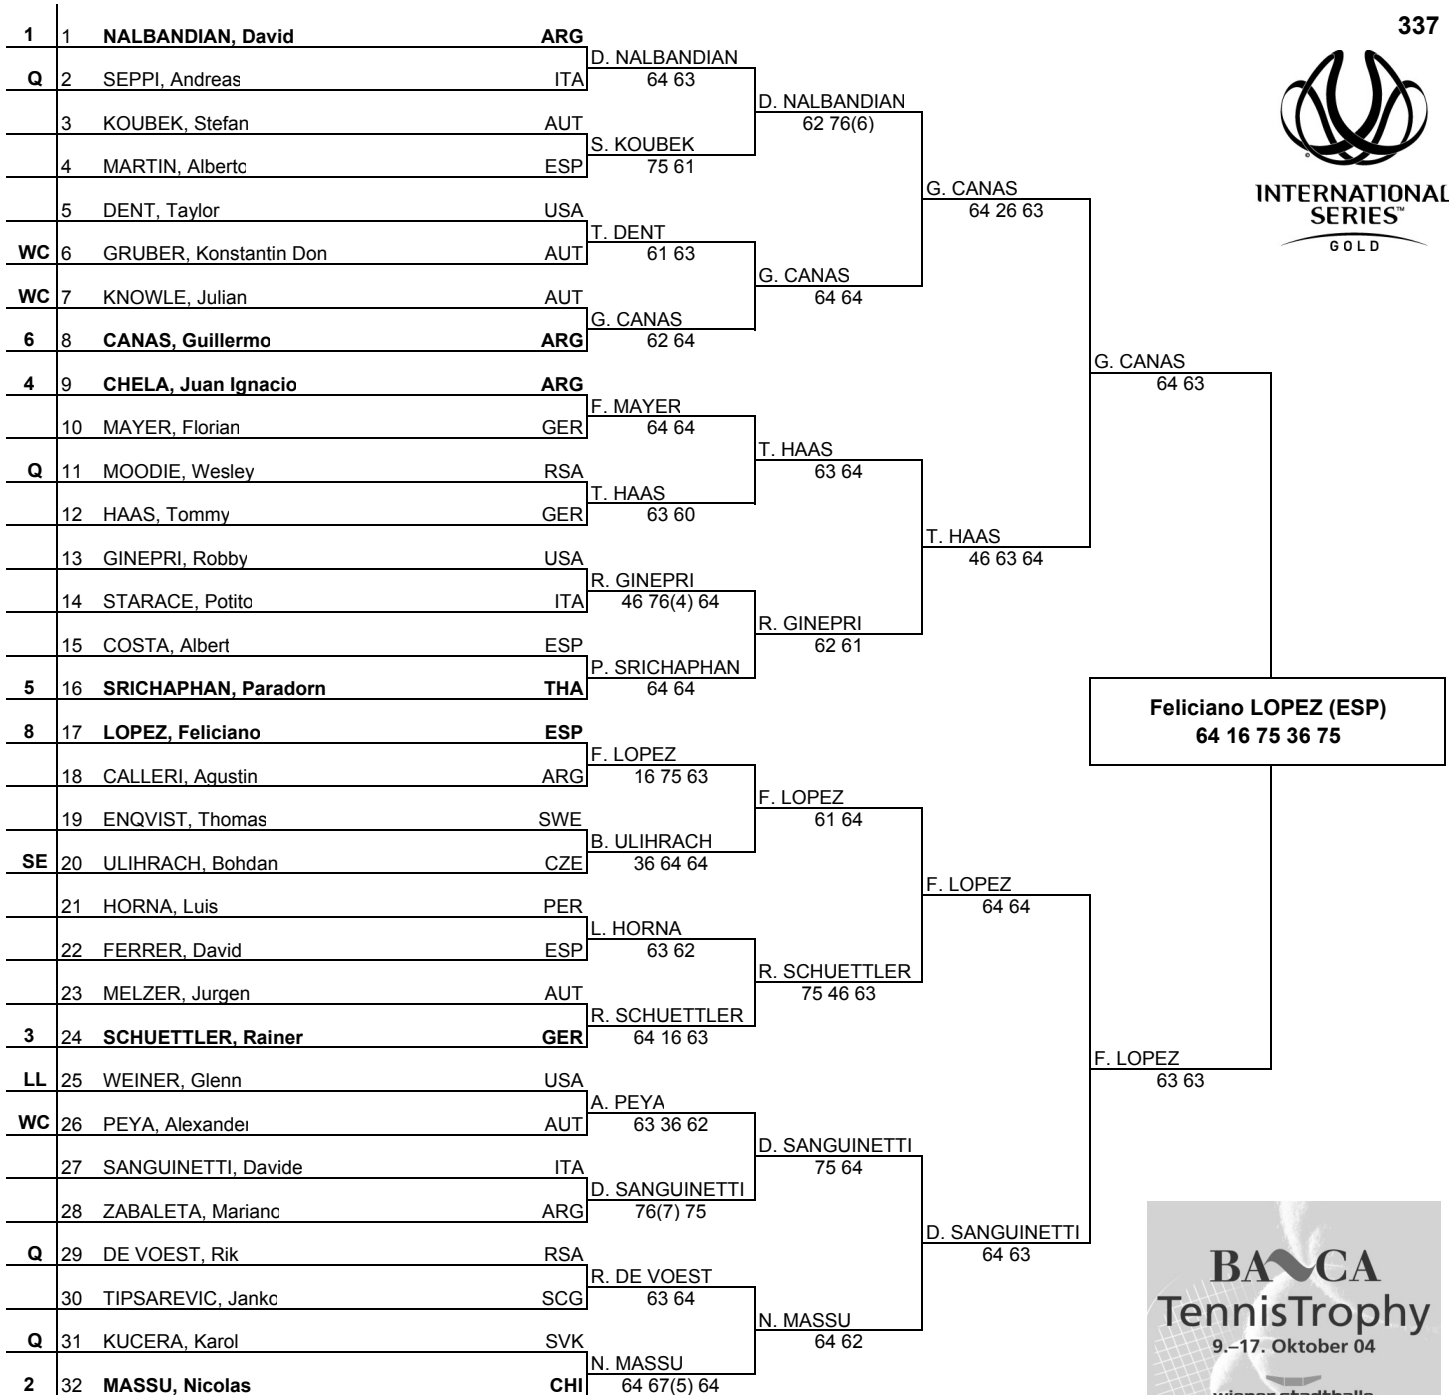 337
INTERNATIONAL
SERIES™
GOLD
1 1 NALBANDIAN, David ARG
Q 2 SEPPI, Andreas ITA
3 KOUBEK, Stefan AUT
4 MARTIN, Alberto ESP
5 DENT, Taylor USA
WC 6 GRUBER, Konstantin Don AUT
WC 7 KNOWLE, Julian AUT
6 8 CANAS, Guillermo ARG
4 9 CHELA, Juan Ignacio ARG
10 MAYER, Florian GER
Q 11 MOODIE, Wesley RSA
12 HAAS, Tommy GER
13 GINEPRI, Robby USA
14 STARACE, Potito ITA
15 COSTA, Albert ESP
5 16 SRICHAPHAN, Paradorn THA
8 17 LOPEZ, Feliciano ESP
18 CALLERI, Agustin ARG
19 ENQVIST, Thomas SWE
SE 20 ULIHRACH, Bohdan CZE
21 HORNA, Luis PER
22 FERRER, David ESP
23 MELZER, Jurgen AUT
3 24 SCHUETTLER, Rainer GER
LL 25 WEINER, Glenn USA
WC 26 PEYA, Alexander AUT
27 SANGUINETTI, Davide ITA
28 ZABALETA, Mariano ARG
Q 29 DE VOEST, Rik RSA
30 TIPSAREVIC, Janko SCG
Q 31 KUCERA, Karol SVK
2 32 MASSU, Nicolas CHI
D. NALBANDIAN
64 63
S. KOUBEK
75 61
T. DENT
61 63
G. CANAS
62 64
F. MAYER
64 64
T. HAAS
63 60
R. GINEPRI
46 76(4) 64
P. SRICHAPHAN
64 64
F. LOPEZ
16 75 63
B. ULIHRACH
36 64 64
L. HORNA
63 62
R. SCHUETTLER
64 16 63
A. PEYA
63 36 62
D. SANGUINETTI
76(7) 75
R. DE VOEST
63 64
N. MASSU
64 67(5) 64
D. NALBANDIAN
62 76(6)
G. CANAS
64 64
T. HAAS
63 64
R. GINEPRI
62 61
F. LOPEZ
61 64
R. SCHUETTLER
75 46 63
D. SANGUINETTI
75 64
N. MASSU
64 62
G. CANAS
64 26 63
T. HAAS
46 63 64
F. LOPEZ
64 64
D. SANGUINETTI
64 63
G. CANAS
64 63
F. LOPEZ
63 63
Feliciano LOPEZ (ESP)
64 16 75 36 75
BA CA
TennisTrophy
9.–17. Oktober 04
wiener stadthalle